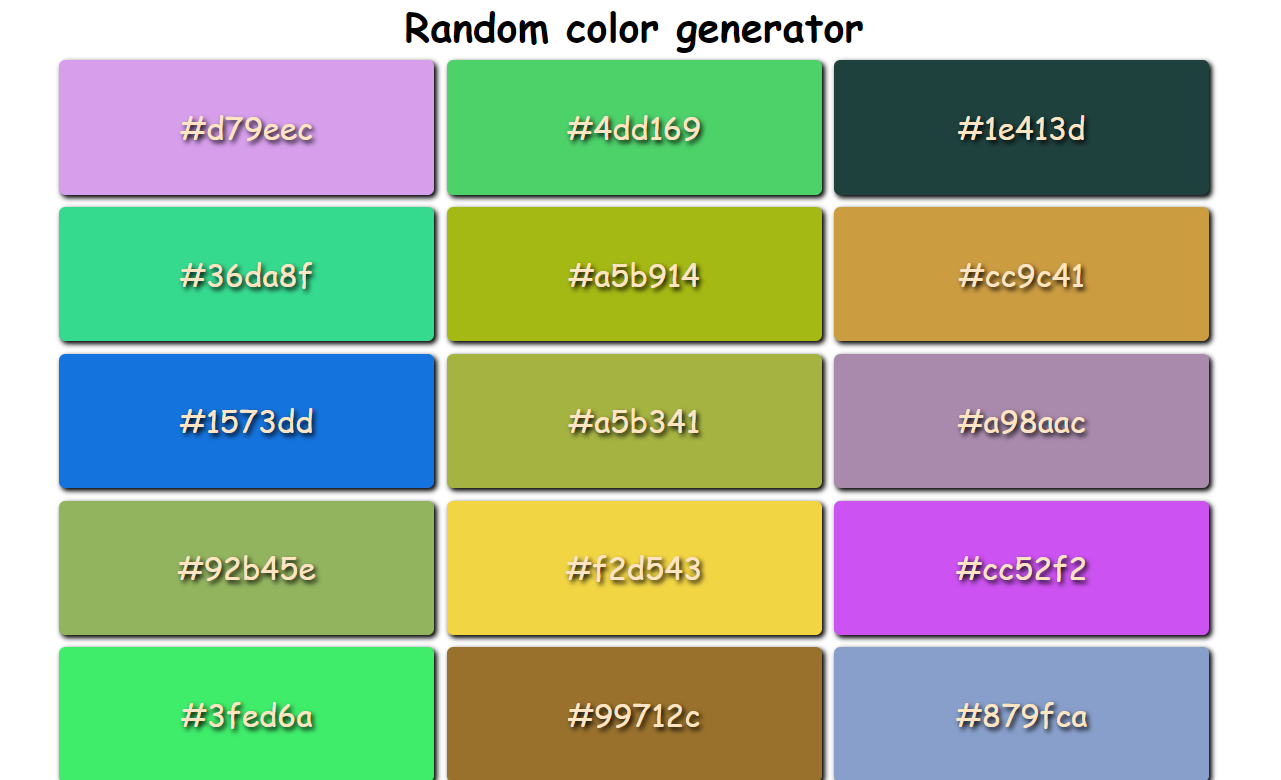 Random color generator
#d79eec
#4dd169
#1e413d
#36da8f
#a5b914
#cc9c41
#1573dd
#a5b341
#a98aac
#92b45e
#f2d543
#cc52f2
#3fed6a
#99712c
#879fca